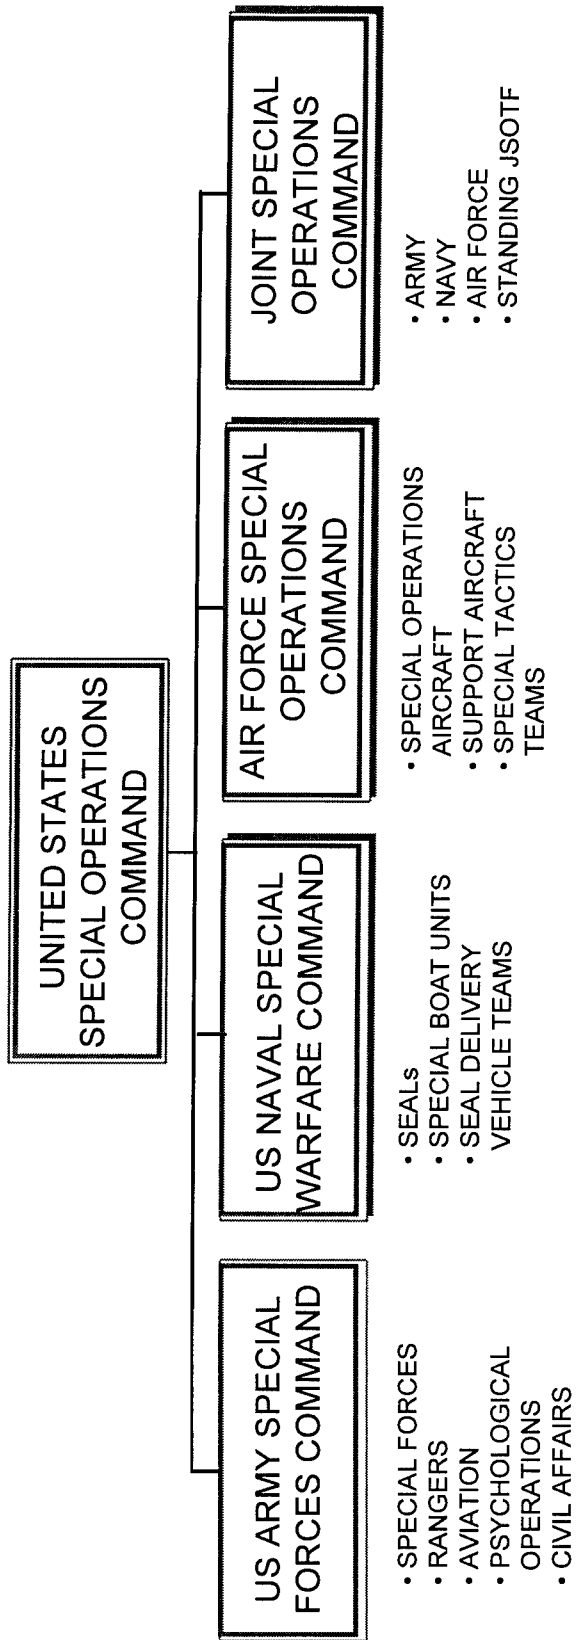 UNITED STATES
SPECIAL OPERATIONS
COMMAND
US ARMY SPECIAL
FORCES COMMAND
• SPECIAL FORCES
• RANGERS
• AVIATION
• PSYCHOLOGICAL
OPERATIONS
• CIVIL AFFAIRS
US NAVAL SPECIAL
WARFARE COMMAND
• SEALs
• SPECIAL BOAT UNITS
• SEAL DELIVERY
VEHICLE TEAMS
AIR FORCE SPECIAL
OPERATIONS
COMMAND
• SPECIAL OPERATIONS
AIRCRAFT
• SUPPORT AIRCRAFT
• SPECIAL TACTICS
TEAMS
JOINT SPECIAL
OPERATIONS
COMMAND
• ARMY
• NAVY
• AIR FORCE
• STANDING JSOTF